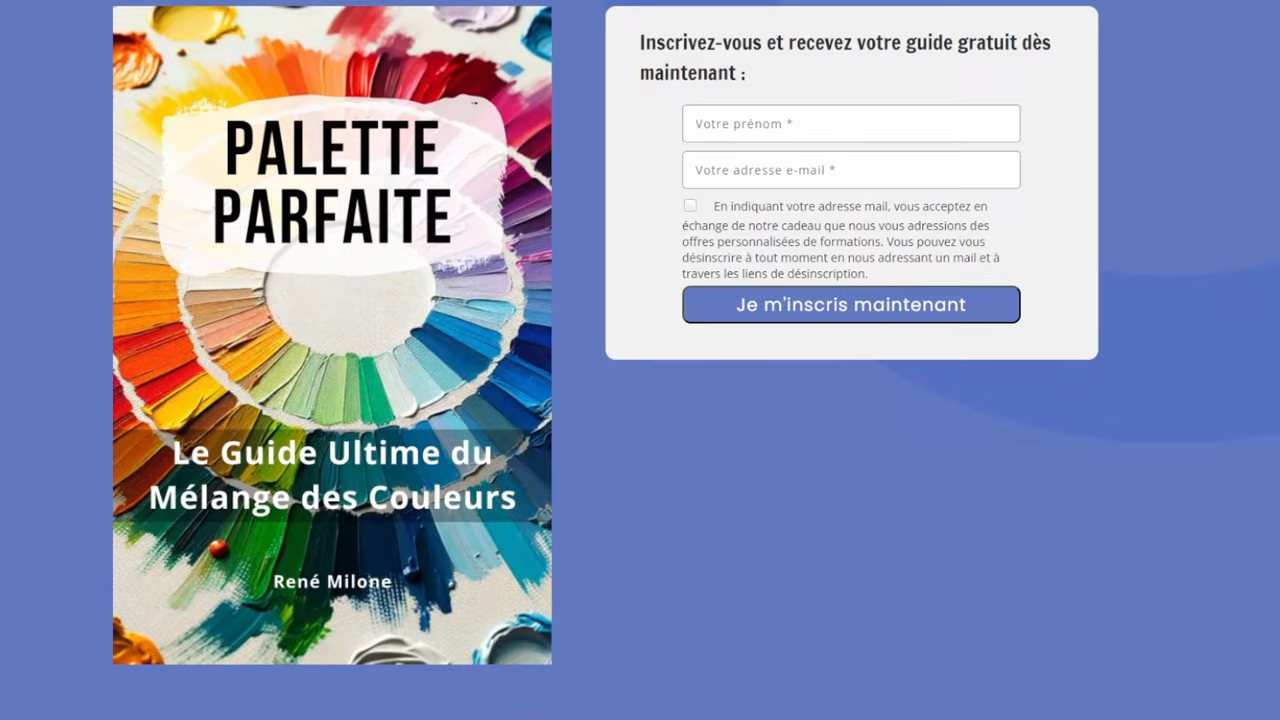 PALETTE
PARFAITE
Le Guide Ultime du
Mélange des Couleurs
René Milone
Inscrivez-vous et recevez votre guide gratuit dès
maintenant :
Votre prénom *
Votre adresse e-mail *
En indiquant votre adresse mail, vous acceptez en
échange de notre cadeau que nous vous adressions des
offres personnalisées de formations. Vous pouvez vous
désinscrire à tout moment en nous adressant un mail et à
travers les liens de désinscription.
Je m'inscris maintenant